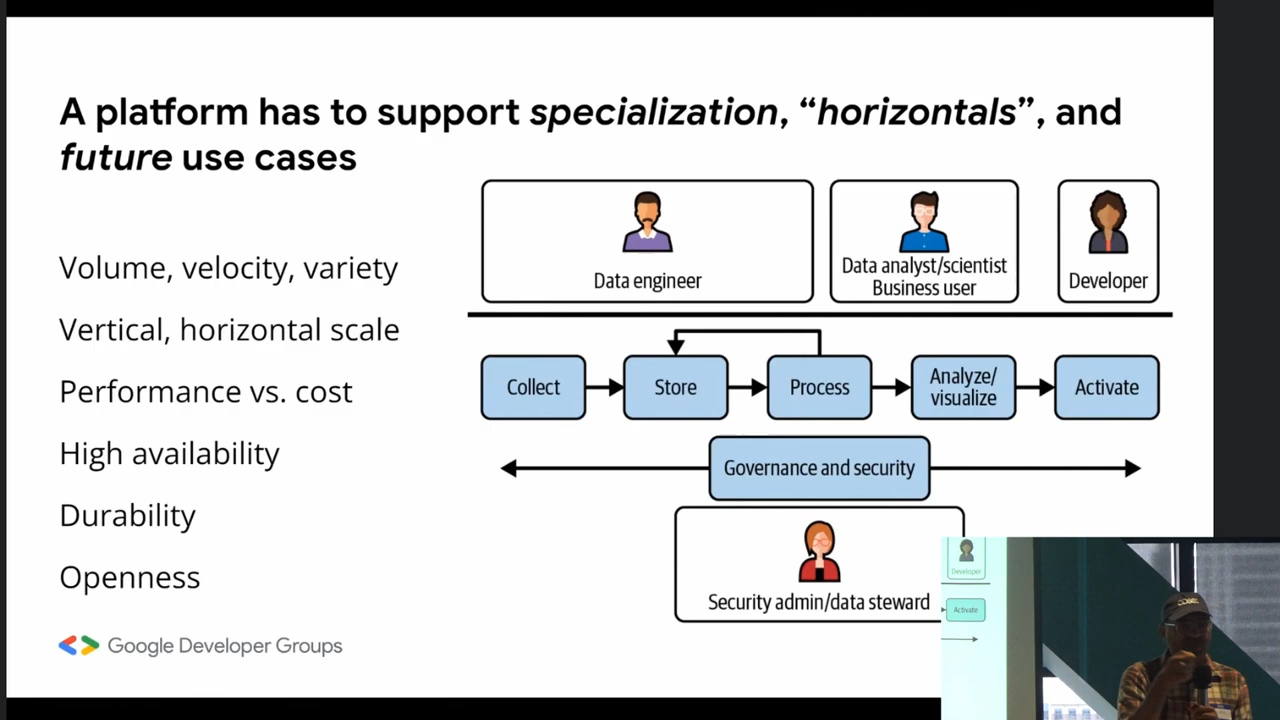 A platform has to support specialization, “horizontals”, and
future use cases
Volume, velocity, variety
Vertical, horizontal scale
Performance vs. cost
High availability
Durability
Openness
Google Developer Groups
Data engineer
Data analyst/scientist
Business user
Developer
Collect
Store
Process
Analyze/
visualize
Activate
Governance and security
Security admin/data steward
Developer
Activate